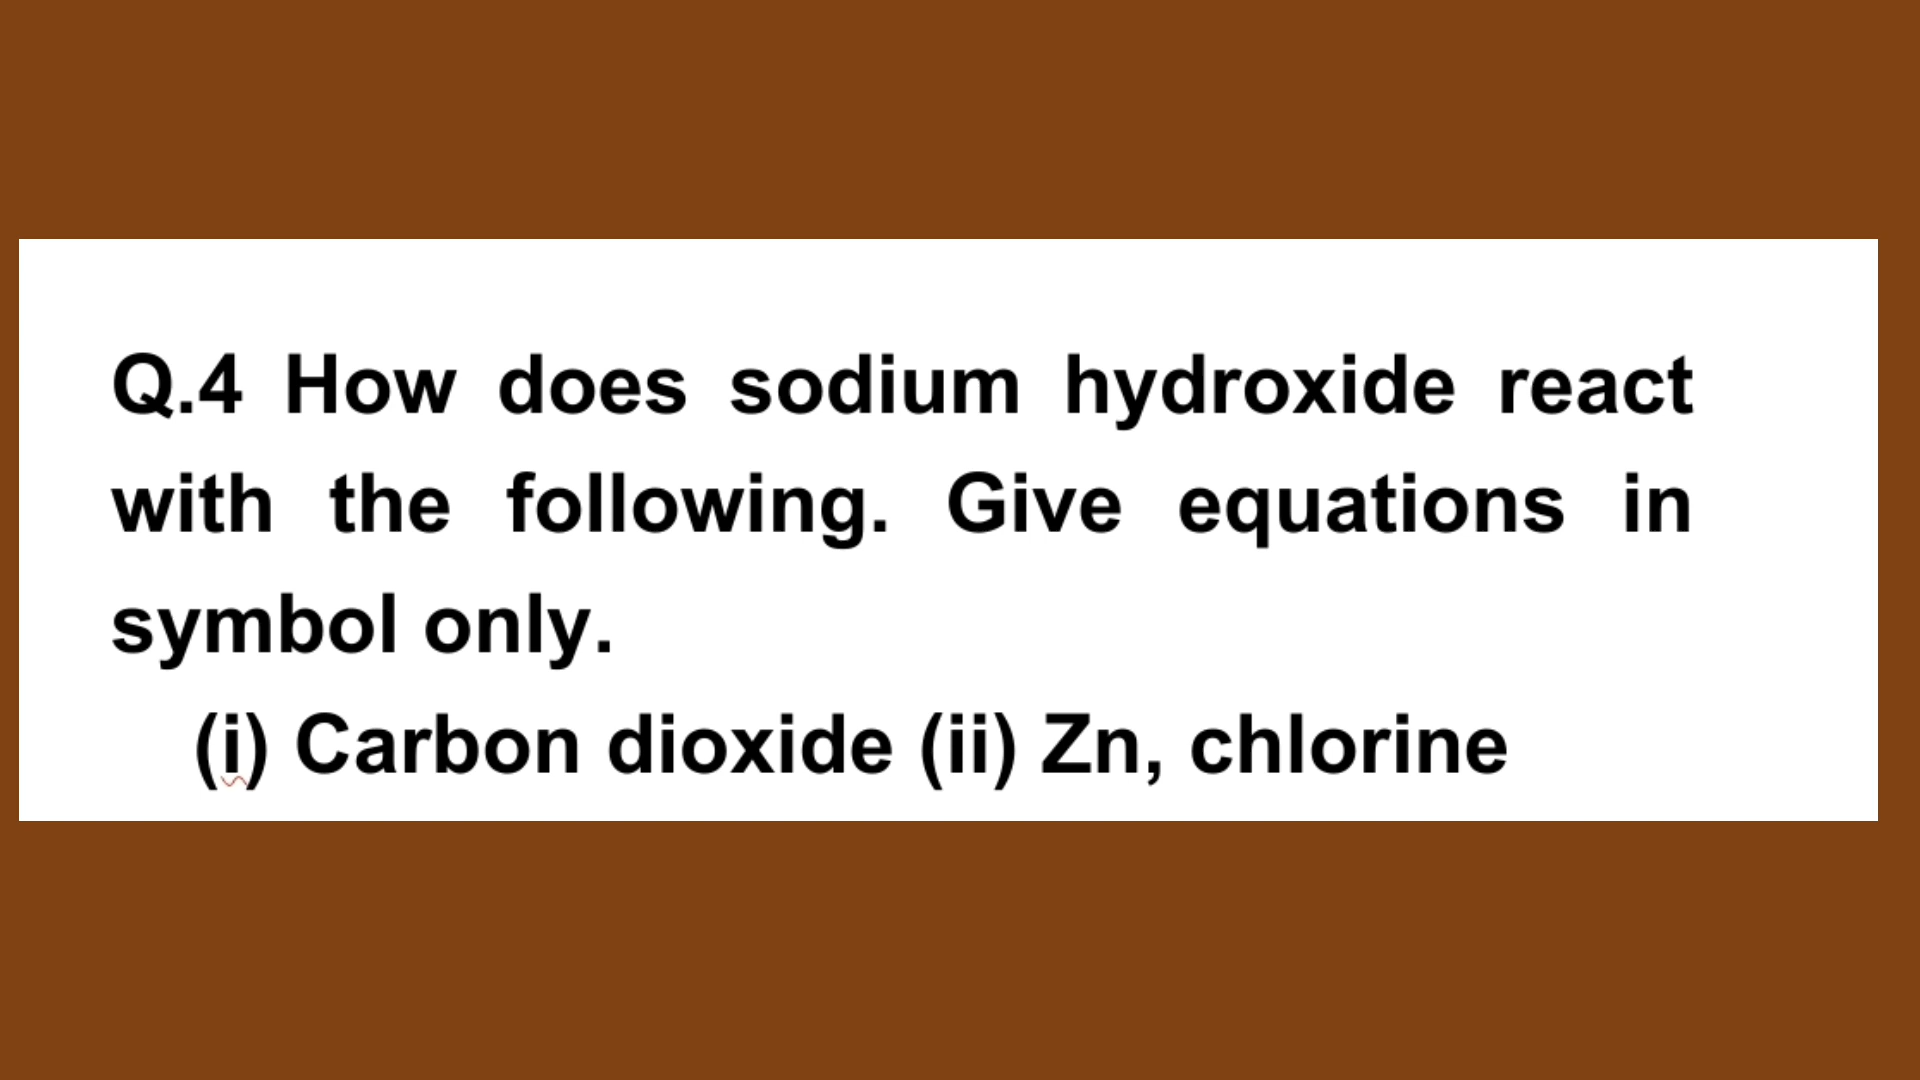 Q.4 How does sodium hydroxide react
with the following. Give equations in
symbol only.
(i) Carbon dioxide (ii) Zn, chlorine